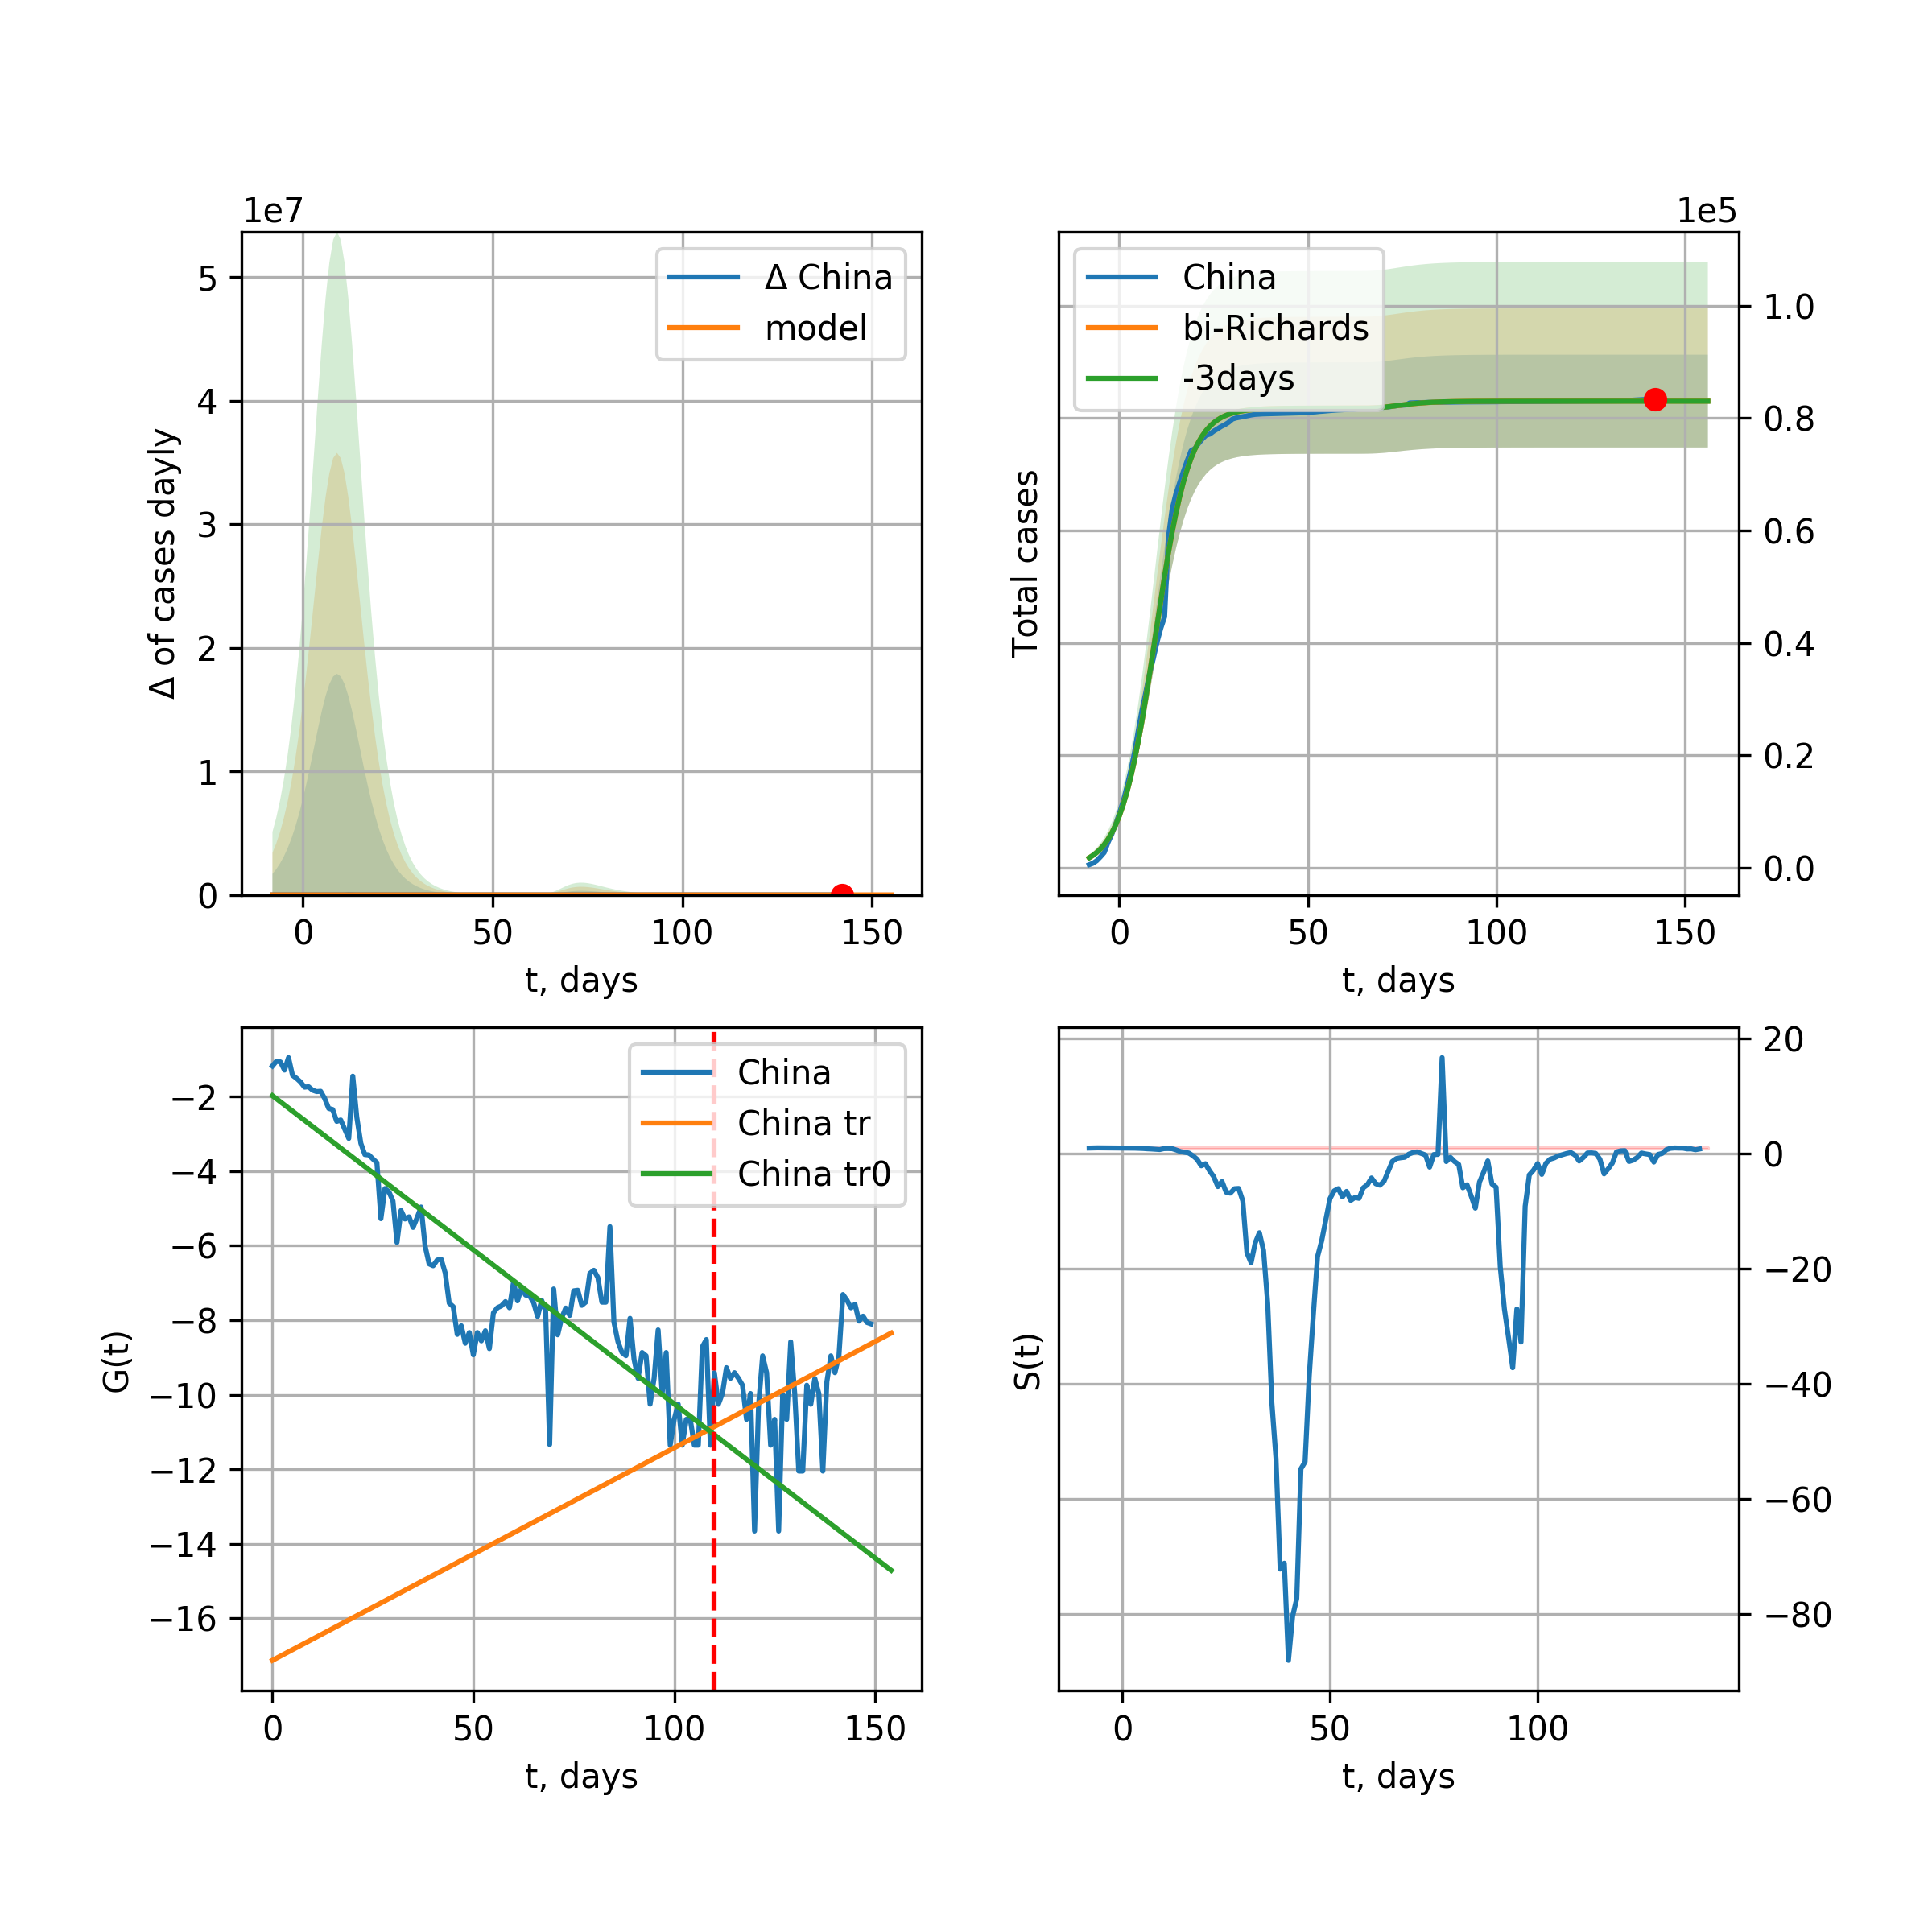 1e7
5
4
3
2
1
0
Δ of cases dayly
Δ China
model
0
50
100
150
t, days
1e5
China
bi-Richards
-3days
Total cases
1.0
0.8
0.6
0.4
0.2
0.0
0
50
100
150
t, days
China
China tr
China tr0
G(t)
−2
−4
−6
−8
−10
−12
−14
−16
0
50
100
150
t, days
S(t)
20
0
−20
−40
−60
−80
0
50
100
t, days